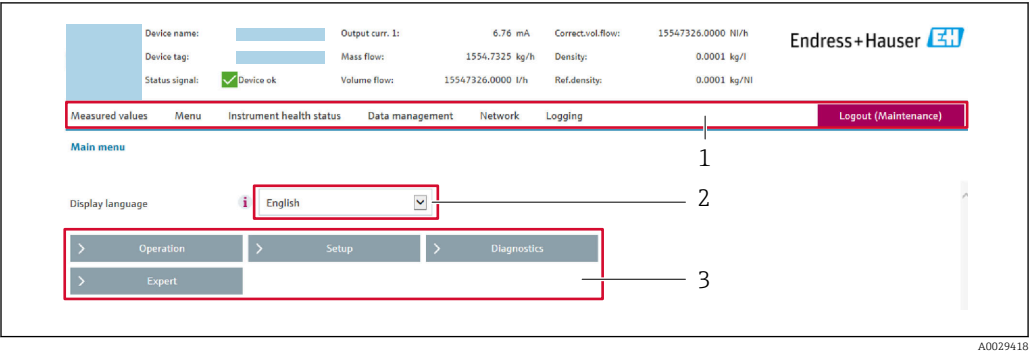 Device name: Output curr. 1: 6.76 mA Correct.vol.flow: 15547326.0000 Nl/h
Endress+Hauser EH
Device tag: Mass flow: 1554.7325 kg/h Density: 0.0001 kg/l
Status signal: Device ok Volume flow: 15547326.0000 l/h Ref.density: 0.0001 kg/Nl
Measured values Menu Instrument health status Data management Network Logging Logout (Maintenance)
Main menu 1
Display language i English 2
> Operation > Setup > Diagnostics
> Expert 3
A0029418